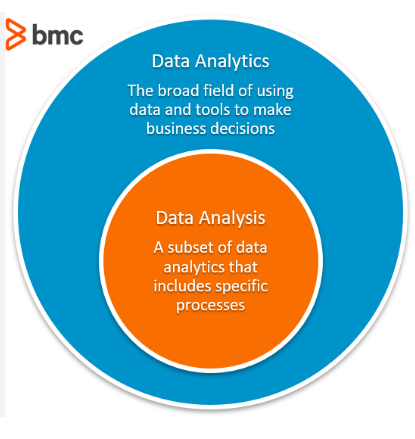 bmc
Data Analytics
The broad field of using
data and tools to make
business decisions
Data Analysis
A subset of data
analytics that
includes specific
processes